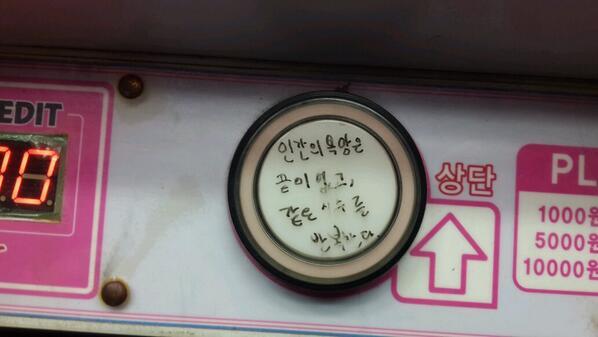 EDIT
00
인간의 욕망은
끝이 없고,
같은 실수를
반복한다.
상단
PL
1000원
5000원
10000원